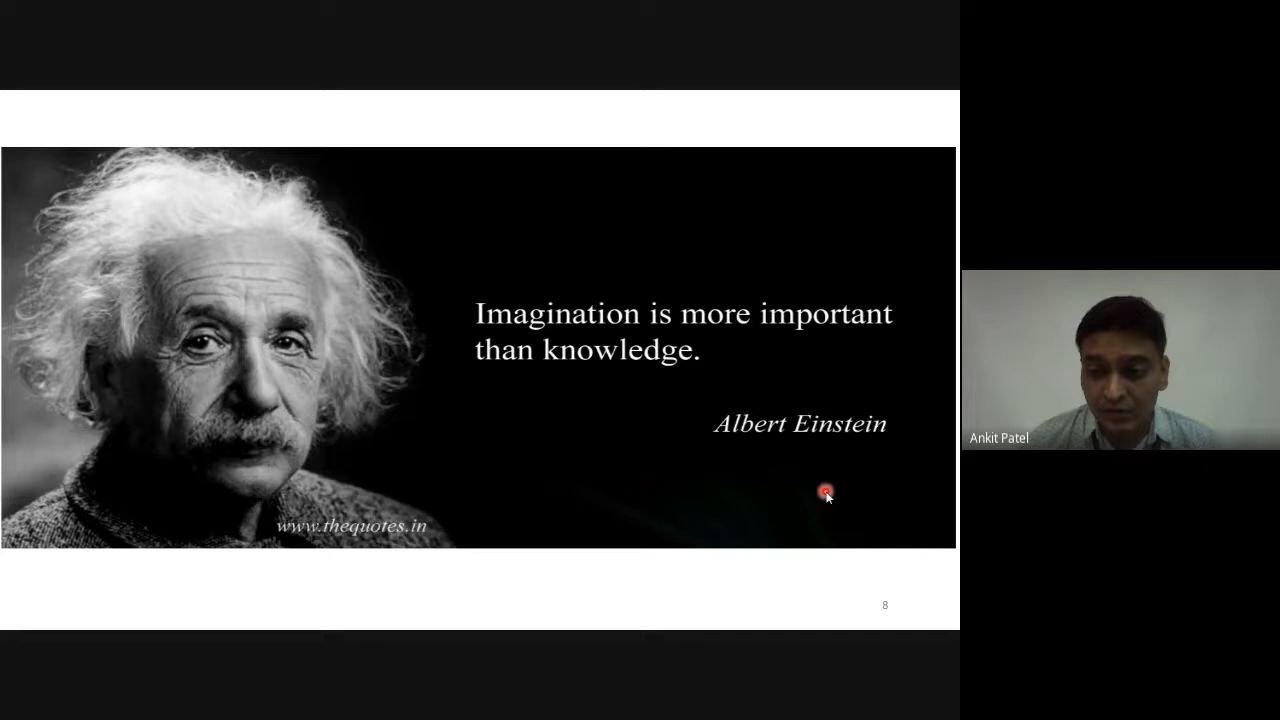 Imagination is more important
than knowledge.
Albert Einstein
www.thequotes.in
8
Ankit Patel